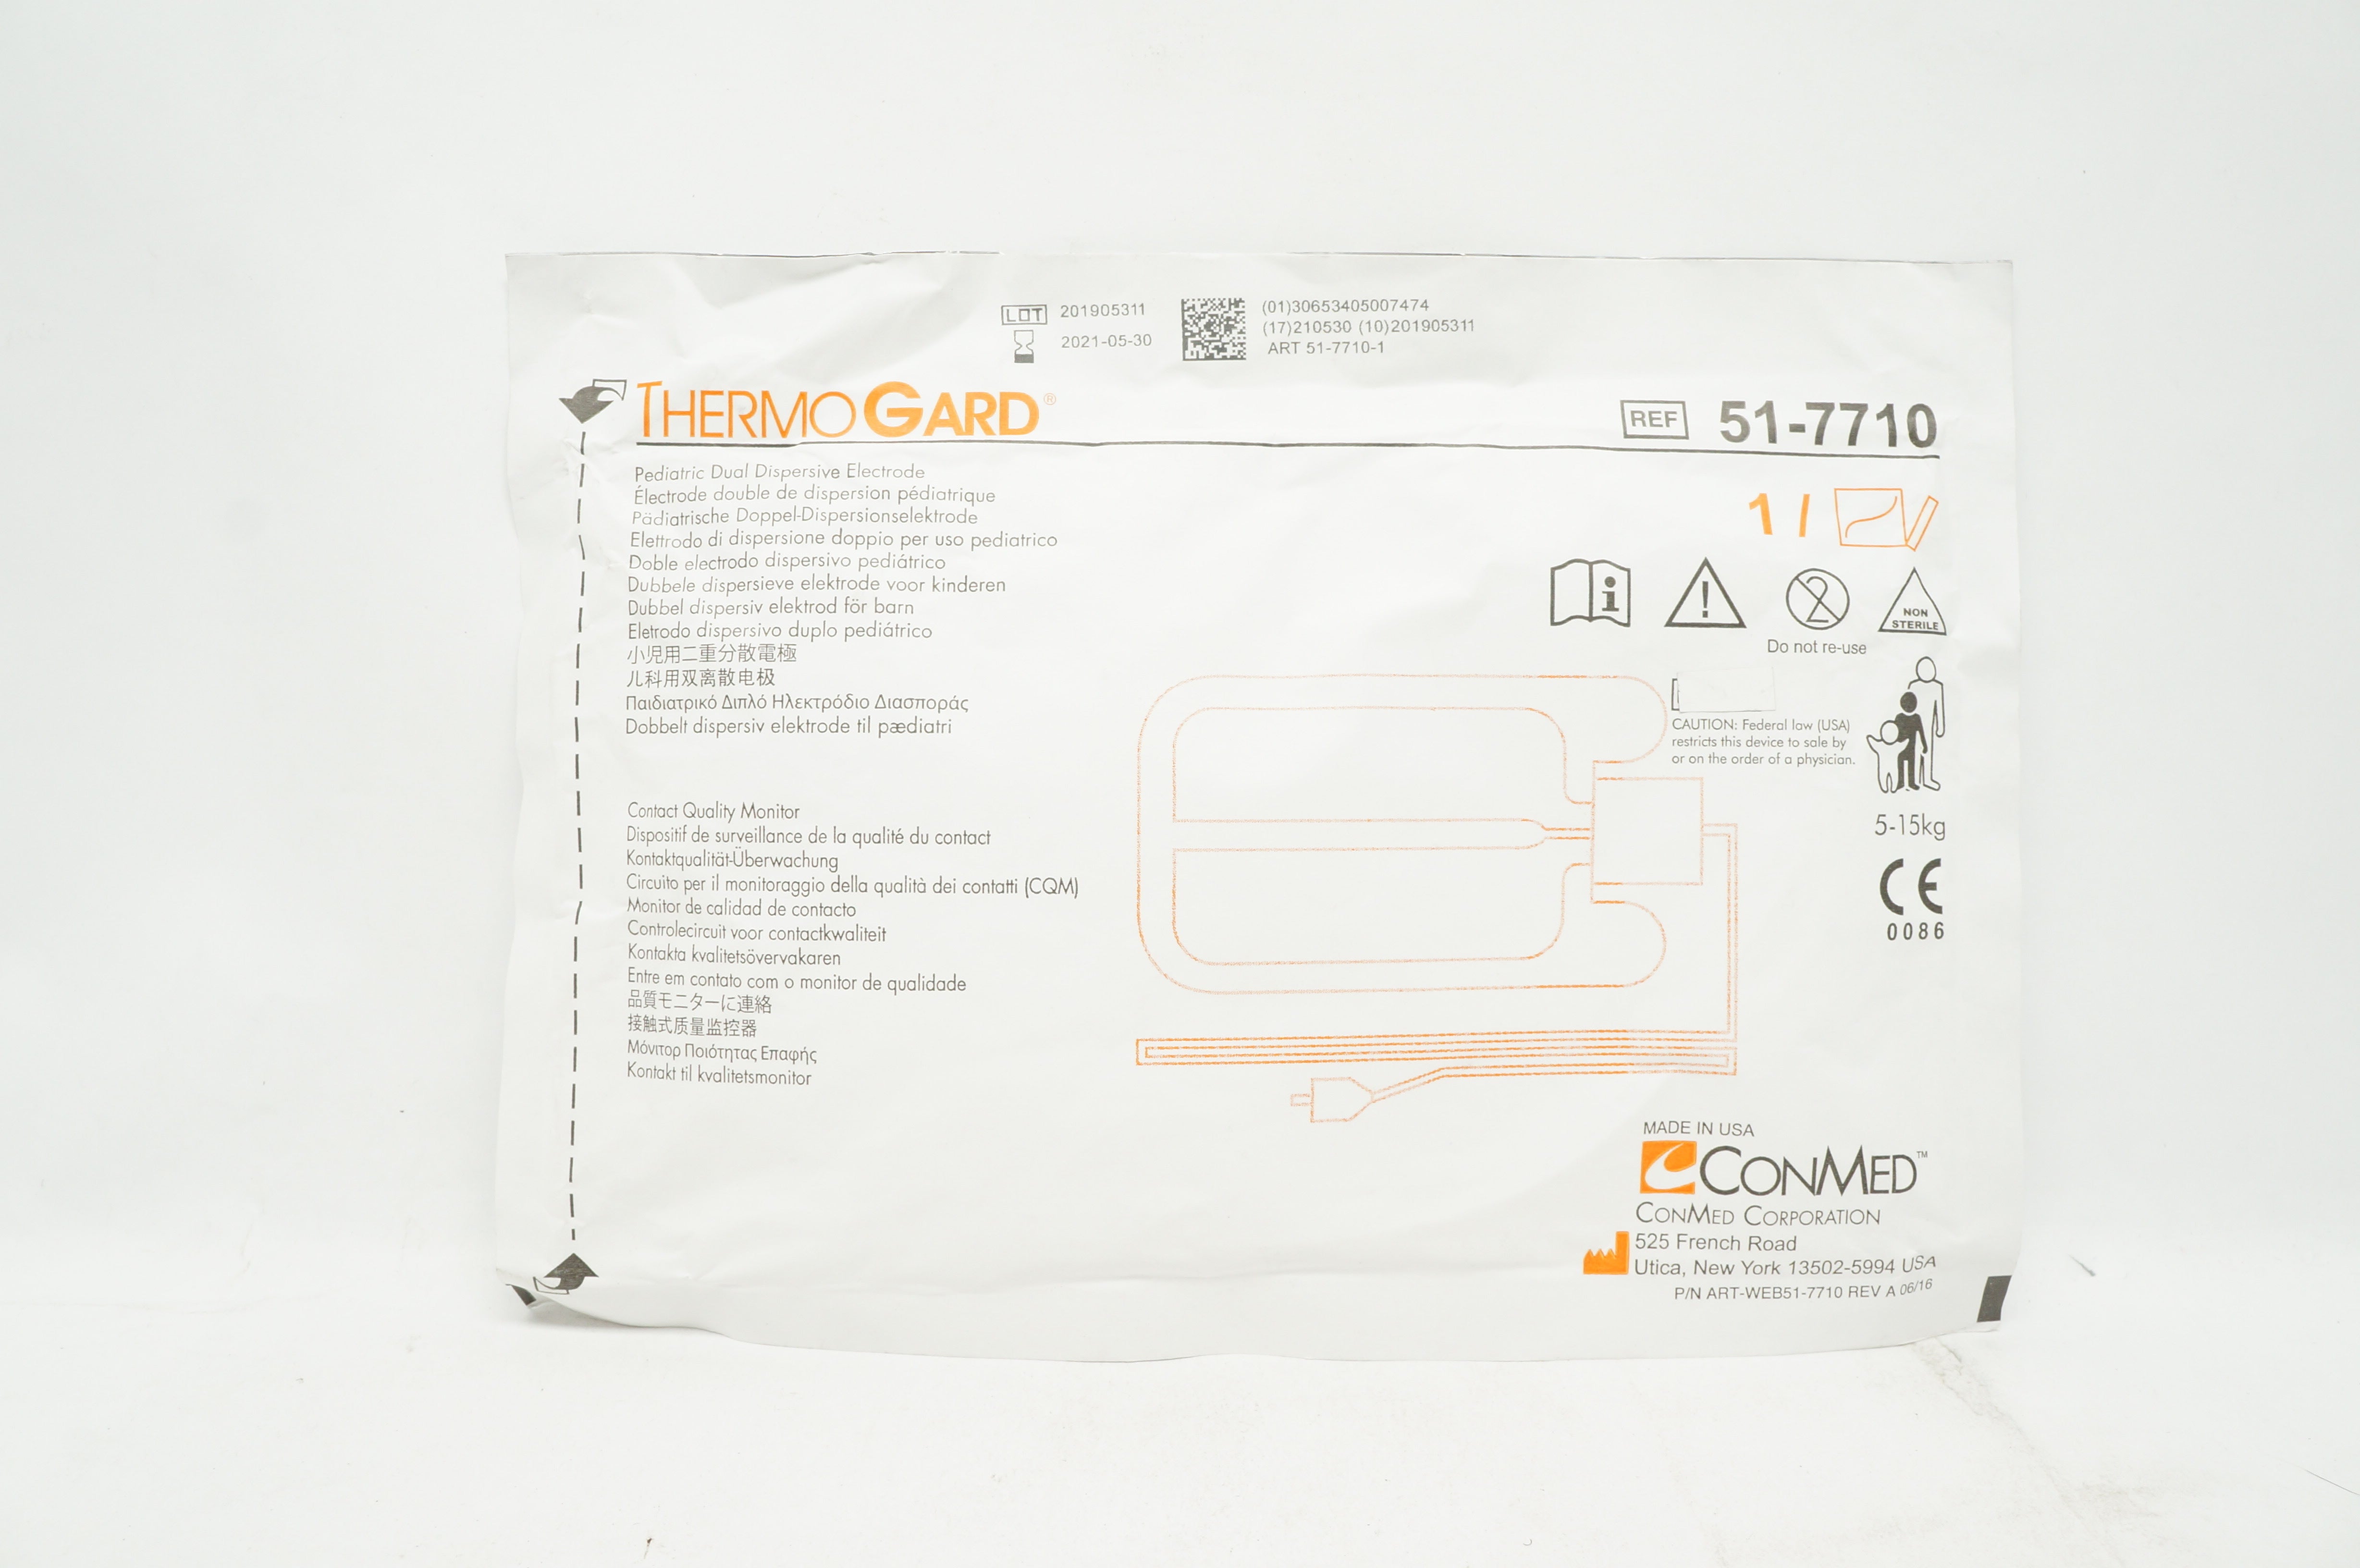 LOT 201905311
2021-05-30
(01)30653405007474
(17)210530 (10)201905311
ART 51-7710-1
THERMOGARD®
REF 51-7710
Pediatric Dual Dispersive Electrode
Électrode double de dispersion pédiatrique
Pädiatrische Doppel-Dispersionselektrode
Elettrodo di dispersione doppio per uso pediatrico
Doble electrodo dispersivo pediátrico
Dubbele dispersieve elektrode voor kinderen
Dubbel dispersiv elektrod för barn
Eletrodo dispersivo duplo pediátrico
小児用二重分散電極
儿科用双离散电极
Παιδιατρικό Διπλό Ηλεκτρόδιο Διασποράς
Dobbelt dispersiv elektrode til pædiatri
1 /
2
NON
STERILE
Do not re-use
CAUTION: Federal law (USA)
restricts this device to sale by
or on the order of a physician.
5-15kg
CE
0086
Contact Quality Monitor
Dispositif de surveillance de la qualité du contact
Kontaktqualität-Überwachung
Circuito per il monitoraggio della qualità dei contatti (CQM)
Monitor de calidad de contacto
Controlecircuit voor contactkwaliteit
Kontakta kvalitetsövervakaren
Entre em contato com o monitor de qualidade
品質モニターに連絡
接触式质量监控器
Μόνιτορ Ποιότητας Επαφής
Kontakt til kvalitetsmonitor
MADE IN USA
CONMED™
CONMED CORPORATION
525 French Road
Utica, New York 13502-5994 USA
P/N ART-WEB51-7710 REV A 06/16